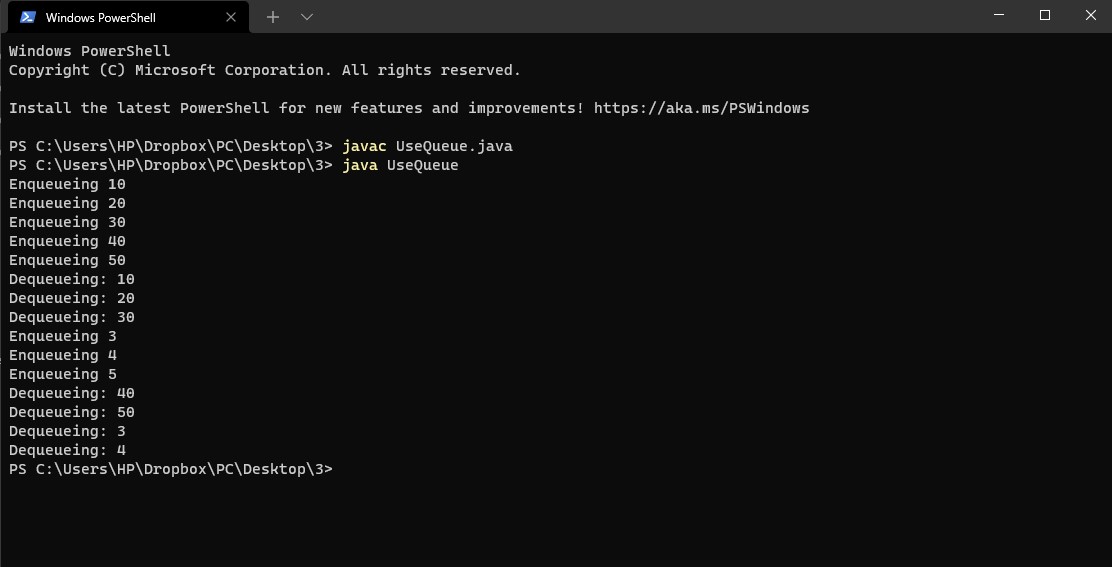 Windows PowerShell
Windows PowerShell
Copyright (C) Microsoft Corporation. All rights reserved.
Install the latest PowerShell for new features and improvements! https://aka.ms/PSWindows
PS C:\Users\HP\Dropbox\PC\Desktop\3> javac UseQueue.java
PS C:\Users\HP\Dropbox\PC\Desktop\3> java UseQueue
Enqueueing 10
Enqueueing 20
Enqueueing 30
Enqueueing 40
Enqueueing 50
Dequeueing: 10
Dequeueing: 20
Dequeueing: 30
Enqueueing 3
Enqueueing 4
Enqueueing 5
Dequeueing: 40
Dequeueing: 50
Dequeueing: 3
Dequeueing: 4
PS C:\Users\HP\Dropbox\PC\Desktop\3>